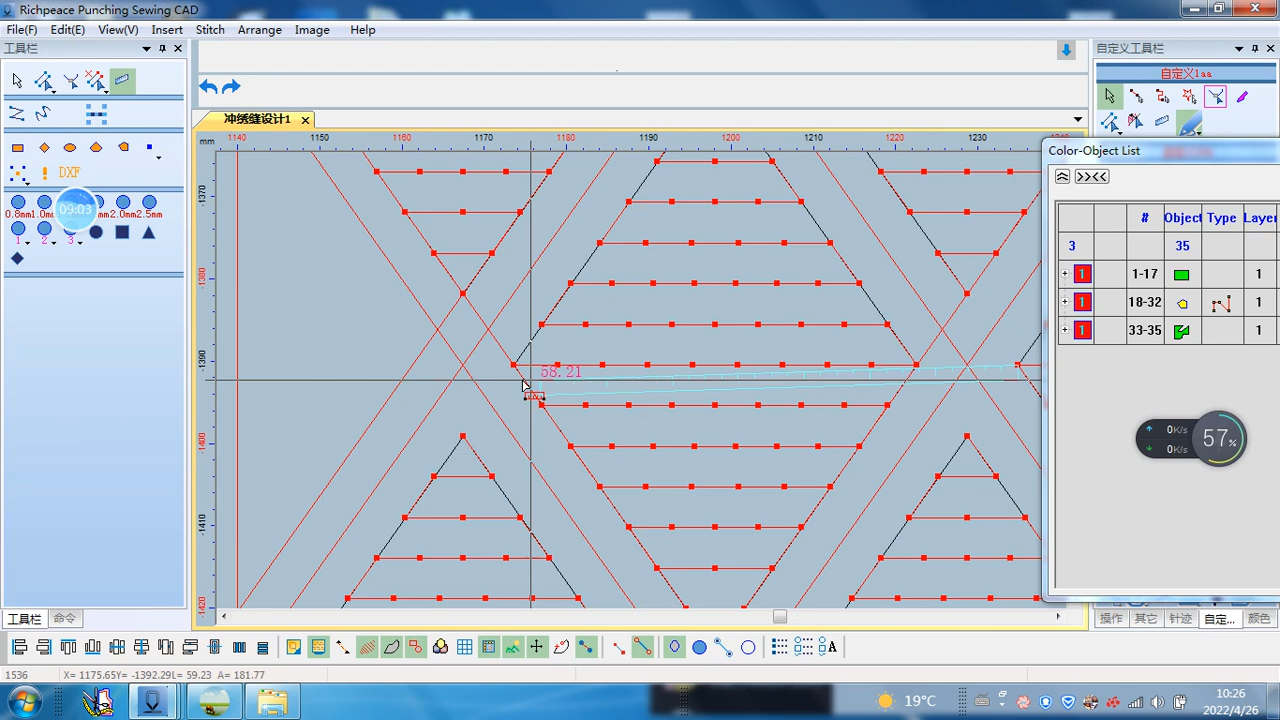 Richpeace Punching Sewing CAD
File(F) Edit(E) View(V) Insert Stitch Arrange Image Help
工具栏
自定义工具栏
自定义1aa
DXF
09:03
0.8mm 1.0m 2.0mm 2.5mm
1 2 3
冲绣缝设计1
mm 1140 1150 1160 1170 1180 1190 1200 1210 1220 1230
-1370
-1380
-1390
-1400
-1410
-1420
58.21
Color-Object List
# Object Type Layer
3 35
1 1-17 1
1 18-32 1
1 33-35 1
0K/s
0K/s
57%
工具栏 命令
操作 其它 针迹 自定... 颜色
1536 X= 1175.65Y= -1392.29L= 59.23 A= 181.77
19°C
10:26
2022/4/26